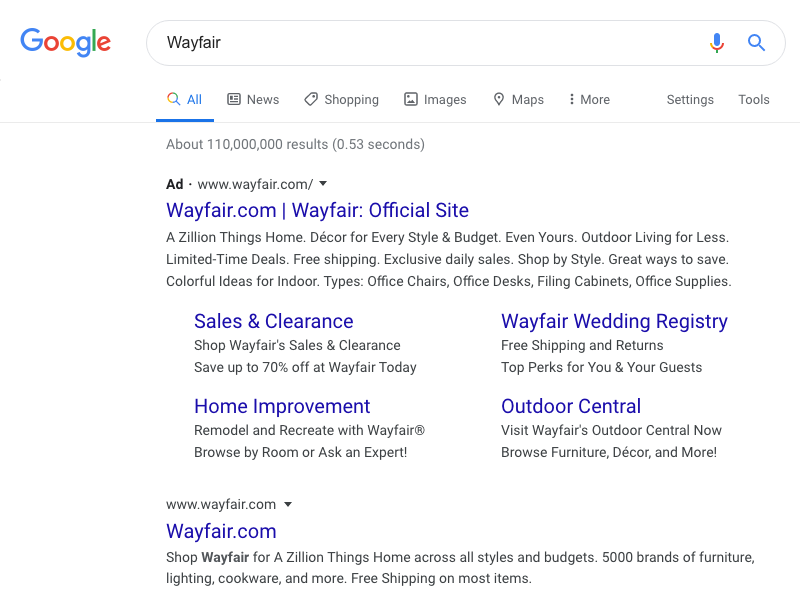 Google
Wayfair
All News Shopping Images Maps More Settings Tools
About 110,000,000 results (0.53 seconds)
Ad · www.wayfair.com/
Wayfair.com | Wayfair: Official Site
A Zillion Things Home. Décor for Every Style & Budget. Even Yours. Outdoor Living for Less.
Limited-Time Deals. Free shipping. Exclusive daily sales. Shop by Style. Great ways to save.
Colorful Ideas for Indoor. Types: Office Chairs, Office Desks, Filing Cabinets, Office Supplies.
Sales & Clearance
Shop Wayfair's Sales & Clearance
Save up to 70% off at Wayfair Today
Wayfair Wedding Registry
Free Shipping and Returns
Top Perks for You & Your Guests
Home Improvement
Remodel and Recreate with Wayfair®
Browse by Room or Ask an Expert!
Outdoor Central
Visit Wayfair's Outdoor Central Now
Browse Furniture, Décor, and More!
www.wayfair.com
Wayfair.com
Shop Wayfair for A Zillion Things Home across all styles and budgets. 5000 brands of furniture,
lighting, cookware, and more. Free Shipping on most items.